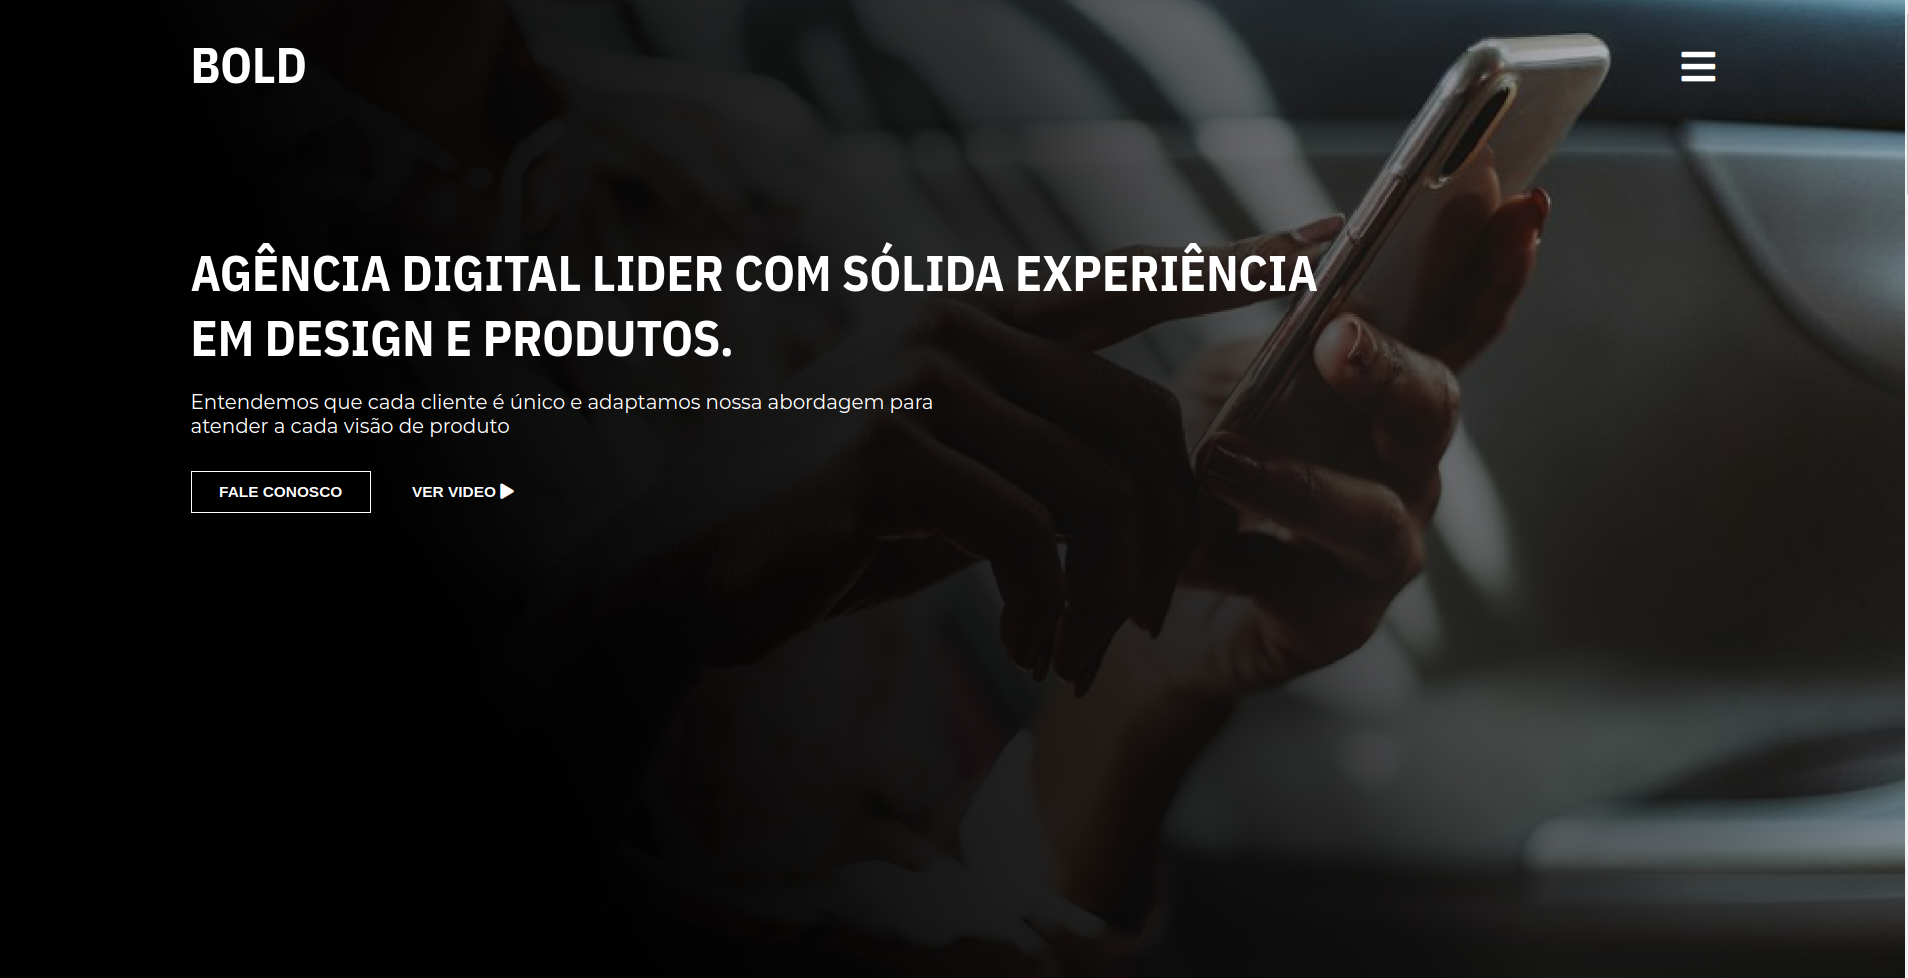 BOLD
AGÊNCIA DIGITAL LIDER COM SÓLIDA EXPERIÊNCIA
EM DESIGN E PRODUTOS.
Entendemos que cada cliente é único e adaptamos nossa abordagem para
atender a cada visão de produto
FALE CONOSCO
VER VIDEO